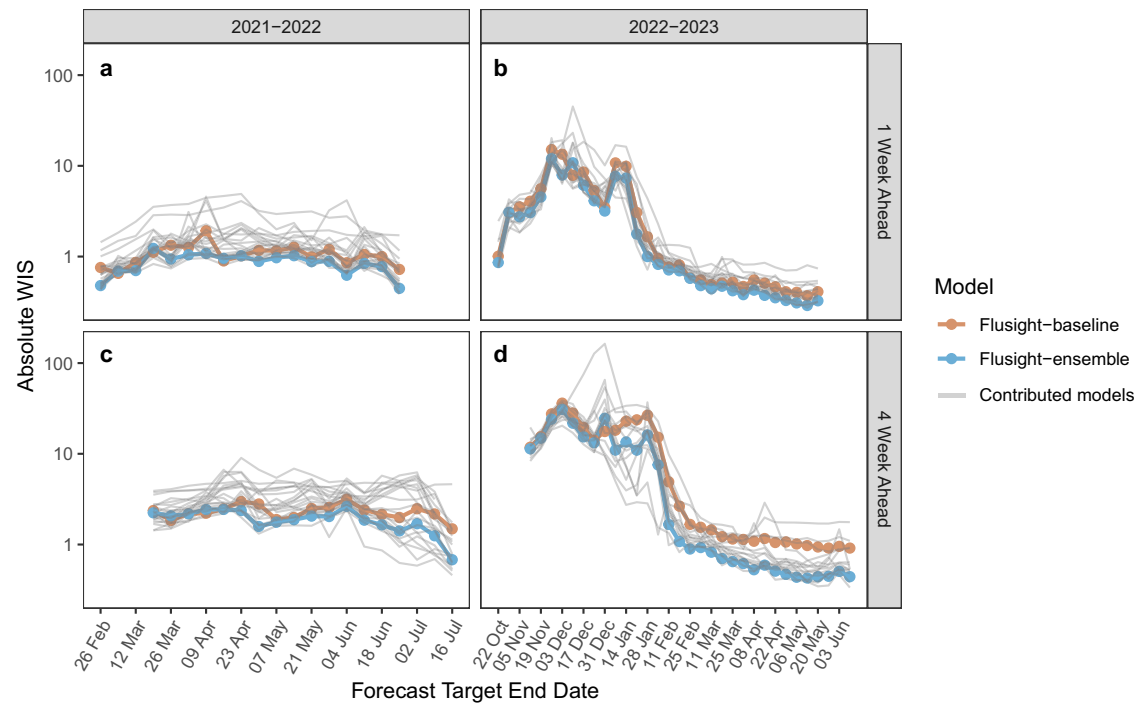 2021−2022
2022−2023
a
b
100
10
1
1 Week Ahead
Absolute WIS
c
d
100
10
1
4 Week Ahead
26 Feb
12 Mar
26 Mar
09 Apr
23 Apr
07 May
21 May
04 Jun
18 Jun
02 Jul
16 Jul
22 Oct
05 Nov
19 Nov
03 Dec
17 Dec
31 Dec
14 Jan
28 Jan
11 Feb
25 Feb
11 Mar
25 Mar
08 Apr
22 Apr
06 May
20 May
03 Jun
Forecast Target End Date
Model
Flusight−baseline
Flusight−ensemble
Contributed models